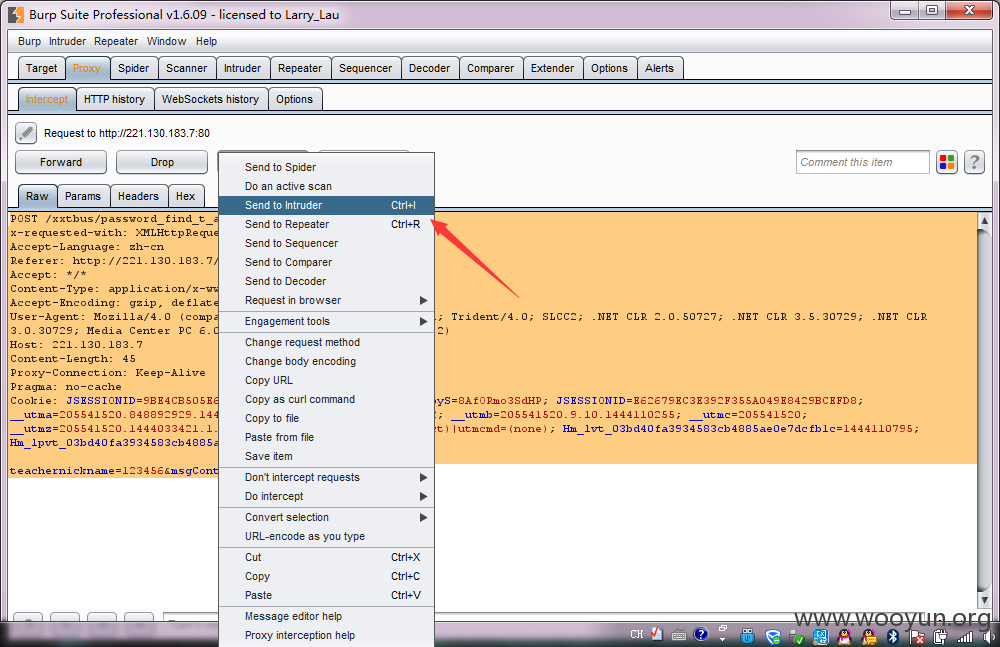 Burp Suite Professional v1.6.09 - licensed to Larry_Lau
Burp Intruder Repeater Window Help
Target Proxy Spider Scanner Intruder Repeater Sequencer Decoder Comparer Extender Options Alerts
Intercept HTTP history WebSockets history Options
Request to http://221.130.183.7:80
Forward Drop Comment this item ?
Raw Params Headers Hex
POST /xxtbus/password_find_t_a
x-requested-with: XMLHttpReque
Accept-Language: zh-cn
Referer: http://221.130.183.7/
Accept: */*
Content-Type: application/x-ww
Accept-Encoding: gzip, deflate
User-Agent: Mozilla/4.0 (compa ; Trident/4.0; SLCC2; .NET CLR 2.0.50727; .NET CLR 3.5.30729; .NET CLR
3.0.30729; Media Center PC 6.0 2)
Host: 221.130.183.7
Content-Length: 45
Proxy-Connection: Keep-Alive
Pragma: no-cache
Cookie: JSESSIONID=9BE4CB505E6 yS=8AfORmo3SdHP; JSESSIONID=E62679EC3E392F355A049E8429BCEFD8;
__utma=205541520.848892929.144 ; __utmb=205541520.9.10.1444110255; __utmc=205541520;
__utmz=205541520.1444033421.1. t)|utmcmd=(none); Hm_lvt_03bd40fa3934583cb4885ae0e7dcfb1c=1444110795;
Hm_lpvt_03bd40fa3934583cb4885a
teachernickname=123456&msgCont
Send to Spider
Do an active scan
Send to Intruder Ctrl+I
Send to Repeater Ctrl+R
Send to Sequencer
Send to Comparer
Send to Decoder
Request in browser
Engagement tools
Change request method
Change body encoding
Copy URL
Copy as curl command
Copy to file
Paste from file
Save item
Don't intercept requests
Do intercept
Convert selection
URL-encode as you type
Cut Ctrl+X
Copy Ctrl+C
Paste Ctrl+V
Message editor help
Proxy interception help
www.wooyun.org
CH